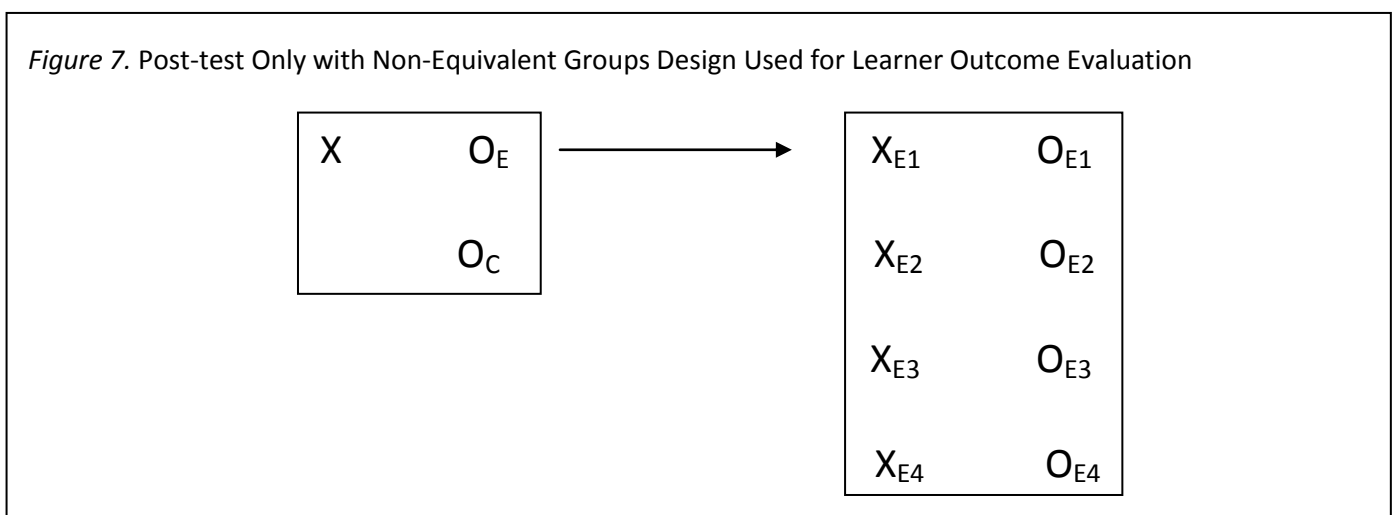 Figure 7. Post-test Only with Non-Equivalent Groups Design Used for Learner Outcome Evaluation
X O_E
O_C
X_E1 O_E1
X_E2 O_E2
X_E3 O_E3
X_E4 O_E4